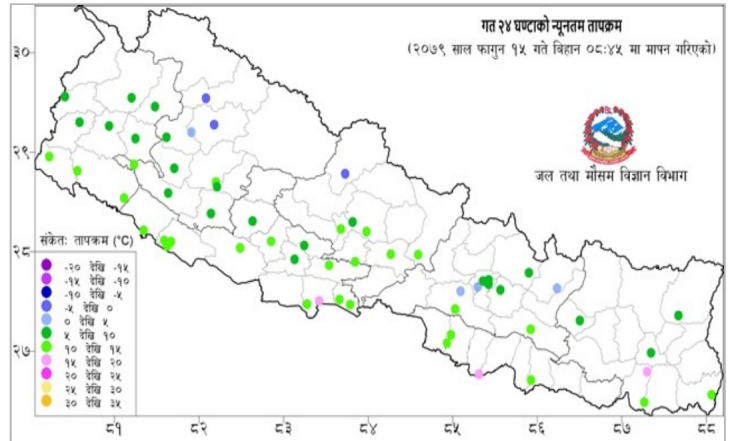 गत २४ घण्टाको न्यूनतम तापक्रम
(२०७९ साल फागुन १५ गते बिहान ०८:४५ मा मापन गरिएको)
३०
२९
२८
२७
जल तथा मौसम विज्ञान विभाग
संकेतः तापक्रम (°C)
-२० देखि -१५
-१५ देखि -१०
-१० देखि -५
-५ देखि ०
० देखि ५
५ देखि १०
१० देखि १५
१५ देखि २०
२० देखि २५
२५ देखि ३०
३० देखि ३५
८१ ८२ ८३ ८४ ८५ ८६ ८७ ८८